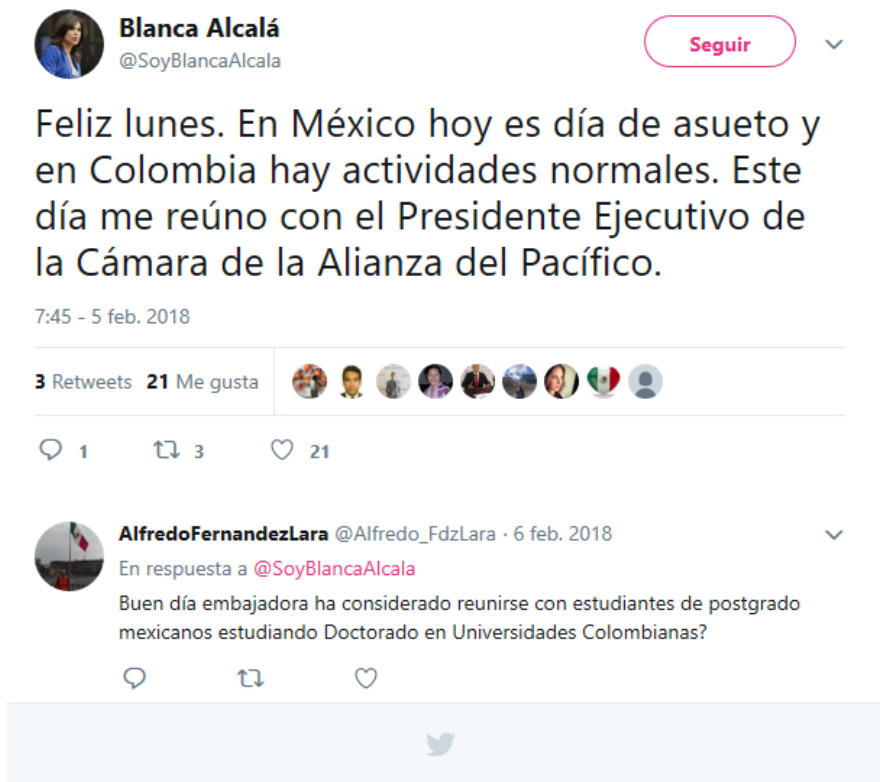 Blanca Alcalá
@SoyBlancaAlcala
Seguir
Feliz lunes. En México hoy es día de asueto y
en Colombia hay actividades normales. Este
día me reúno con el Presidente Ejecutivo de
la Cámara de la Alianza del Pacífico.
7:45 - 5 feb. 2018
3 Retweets 21 Me gusta
1 3 21
AlfredoFernandezLara @Alfredo_FdzLara · 6 feb. 2018
En respuesta a @SoyBlancaAlcala
Buen día embajadora ha considerado reunirse con estudiantes de postgrado
mexicanos estudiando Doctorado en Universidades Colombianas?